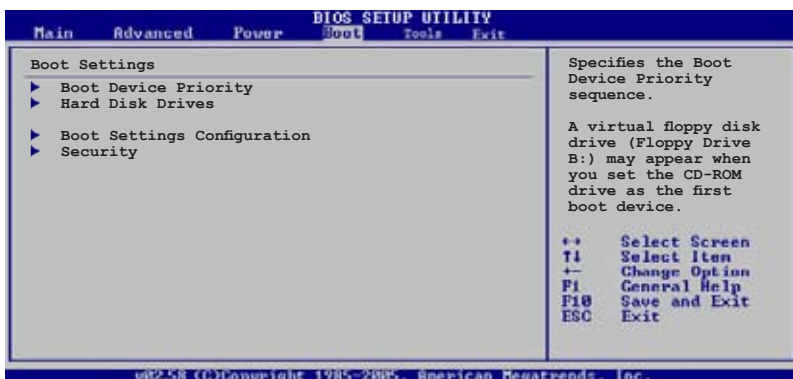 BIOS SETUP UTILITY
Main Advanced Power Boot Tools Exit
Boot Settings
Boot Device Priority
Hard Disk Drives
Boot Settings Configuration
Security
Specifies the Boot
Device Priority
sequence.
A virtual floppy disk
drive (Floppy Drive
B:) may appear when
you set the CD-ROM
drive as the first
boot device.
←→ Select Screen
↑↓ Select Item
+- Change Option
F1 General Help
F10 Save and Exit
ESC Exit
v02.58 (C)Copyright 1985-2005, American Megatrends, Inc.